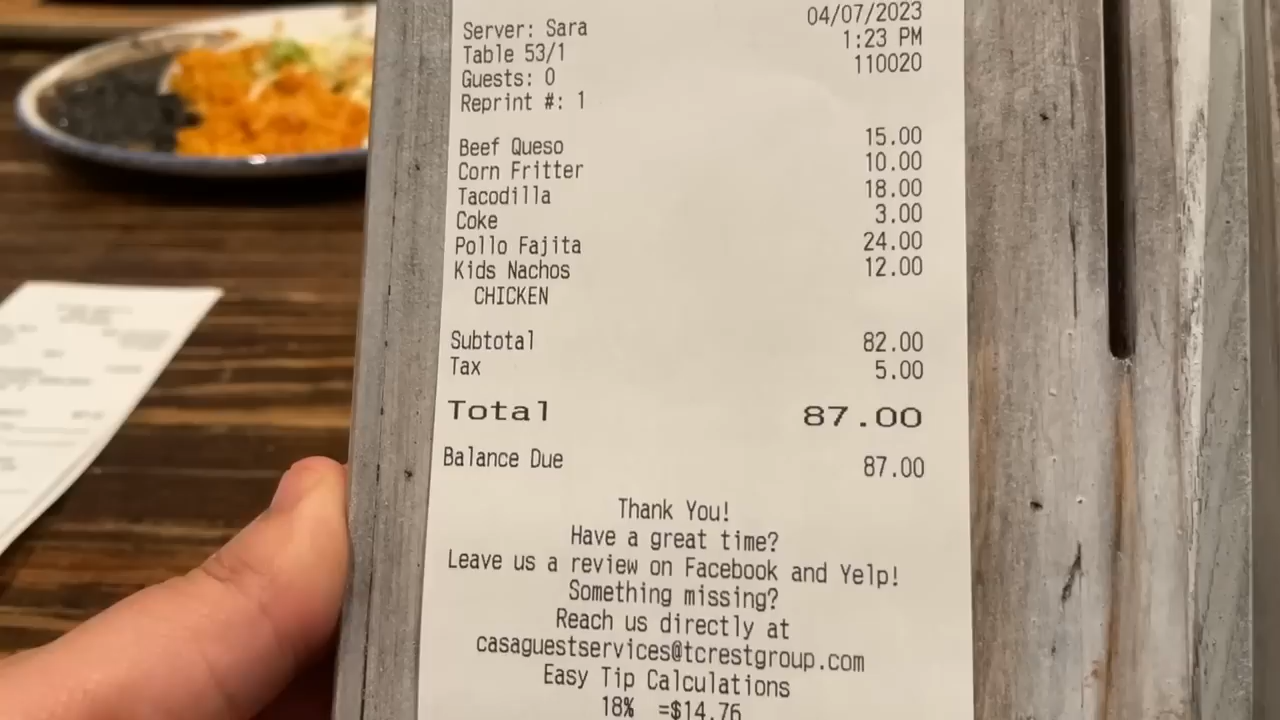 Server: Sara 04/07/2023
Table 53/1 1:23 PM
Guests: 0 110020
Reprint #: 1
Beef Queso 15.00
Corn Fritter 10.00
Tacodilla 18.00
Coke 3.00
Pollo Fajita 24.00
Kids Nachos 12.00
CHICKEN
Subtotal 82.00
Tax 5.00
Total 87.00
Balance Due 87.00
Thank You!
Have a great time?
Leave us a review on Facebook and Yelp!
Something missing?
Reach us directly at
casaguestservices@tcrestgroup.com
Easy Tip Calculations
18% =$14.76